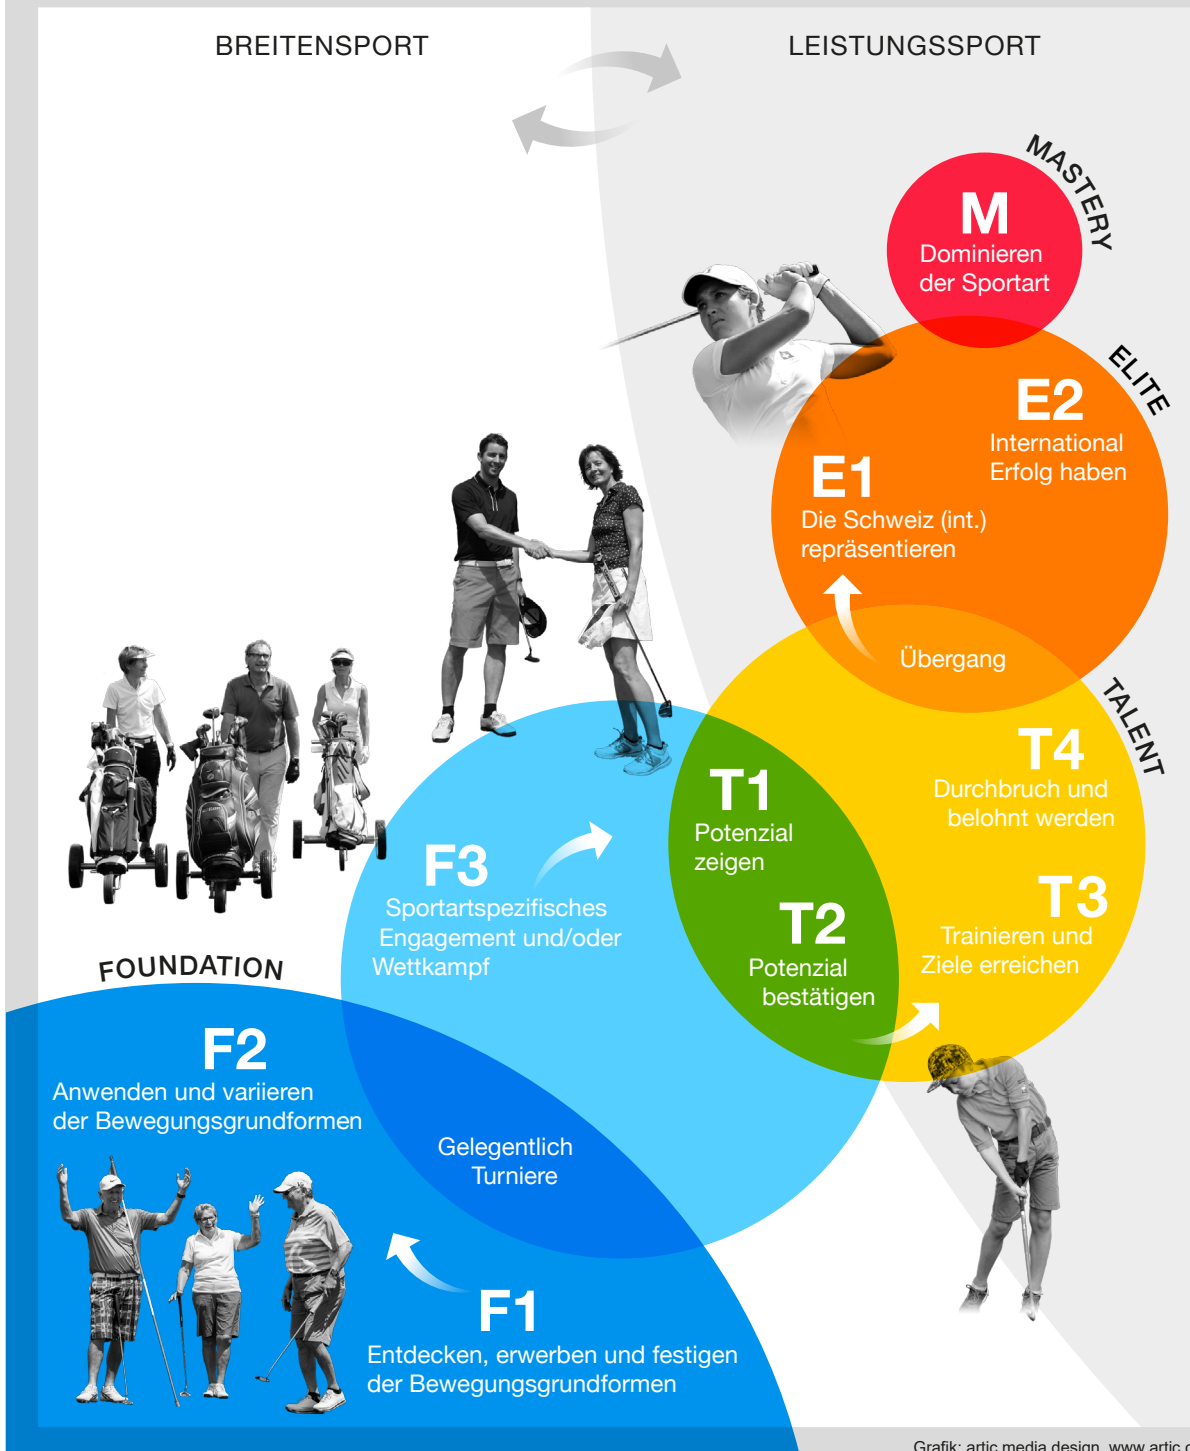 BREITENSPORT
LEISTUNGSSPORT
MASTERY
M
Dominieren
der Sportart
ELITE
E2
International
Erfolg haben
E1
Die Schweiz (int.)
repräsentieren
Übergang
TALENT
T4
Durchbruch und
belohnt werden
T1
Potenzial
zeigen
F3
Sportartspezifisches
Engagement und/oder
Wettkampf
T3
Trainieren und
Ziele erreichen
T2
Potenzial
bestätigen
FOUNDATION
F2
Anwenden und variieren
der Bewegungsgrundformen
Gelegentlich
Turniere
F1
Entdecken, erwerben und festigen
der Bewegungsgrundformen
Grafik: artic media design, www.artic.